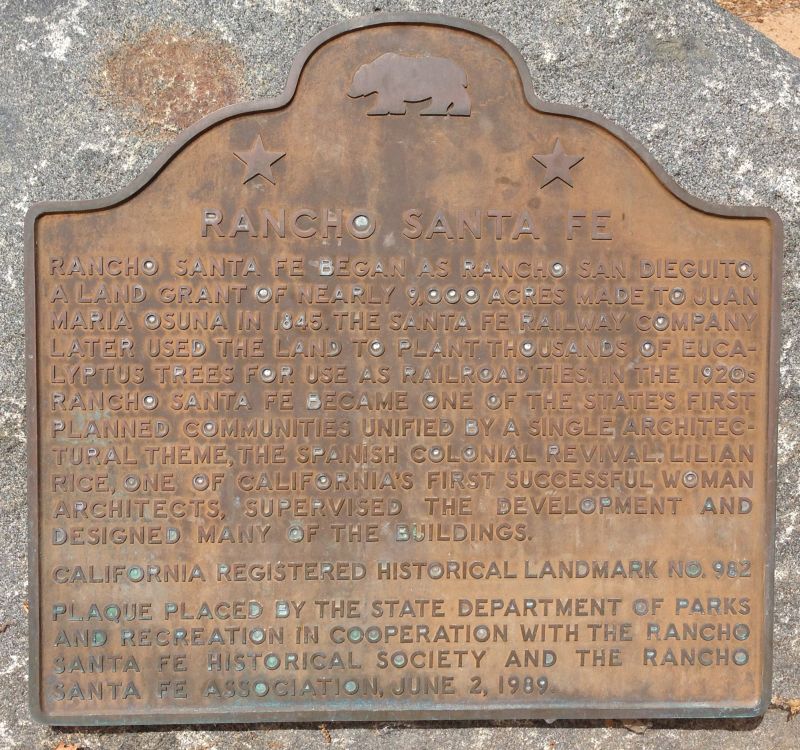 RANCHO SANTA FE
RANCHO SANTA FE BEGAN AS RANCHO SAN DIEGUITO,
A LAND GRANT OF NEARLY 9,000 ACRES MADE TO JUAN
MARIA OSUNA IN 1845. THE SANTA FE RAILWAY COMPANY
LATER USED THE LAND TO PLANT THOUSANDS OF EUCA-
LYPTUS TREES FOR USE AS RAILROAD TIES. IN THE 1920s
RANCHO SANTA FE BECAME ONE OF THE STATE'S FIRST
PLANNED COMMUNITIES UNIFIED BY A SINGLE ARCHITEC-
TURAL THEME, THE SPANISH COLONIAL REVIVAL. LILIAN
RICE, ONE OF CALIFORNIA'S FIRST SUCCESSFUL WOMAN
ARCHITECTS, SUPERVISED THE DEVELOPMENT AND
DESIGNED MANY OF THE BUILDINGS.
CALIFORNIA REGISTERED HISTORICAL LANDMARK NO. 982
PLAQUE PLACED BY THE STATE DEPARTMENT OF PARKS
AND RECREATION IN COOPERATION WITH THE RANCHO
SANTA FE HISTORICAL SOCIETY AND THE RANCHO
SANTA FE ASSOCIATION, JUNE 2, 1989.